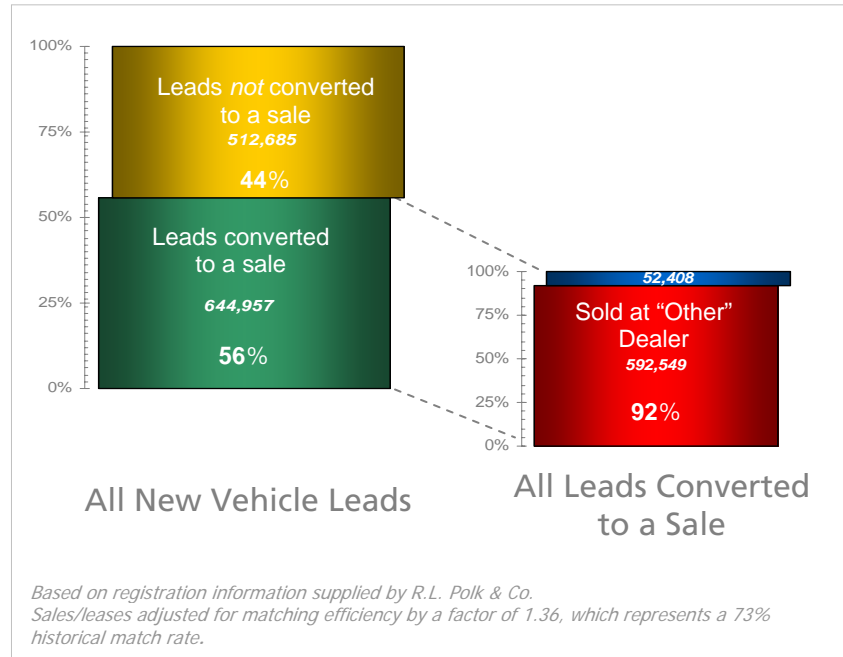 100%
75%
50%
25%
0%
Leads not converted
to a sale
512,685
44%
Leads converted
to a sale
644,957
56%
All New Vehicle Leads
100%
75%
50%
25%
0%
52,408
Sold at “Other”
Dealer
592,549
92%
All Leads Converted
to a Sale
Based on registration information supplied by R.L. Polk & Co.
Sales/leases adjusted for matching efficiency by a factor of 1.36, which represents a 73%
historical match rate.